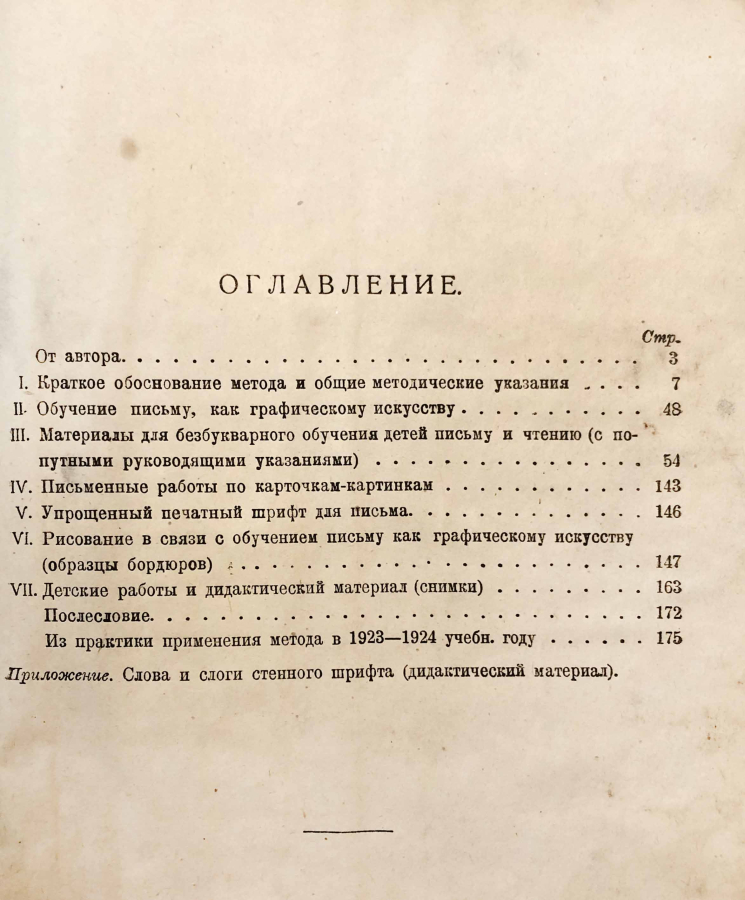 ОГЛАВЛЕНИЕ.
Стр.
От автора. . . . . . . . . . . . . . . . . . . . . . . . 3
I. Краткое обоснование метода и общие методические указания . . . . 7
II. Обучение письму, как графическому искусству . . . . . . . . . . 48
III. Материалы для безбукварного обучения детей письму и чтению (с по-
путными руководящими указаниями) . . . . . . . . . . . . . . 54
IV. Письменные работы по карточкам-картинкам . . . . . . . . . . . 143
V. Упрощенный печатный шрифт для письма. . . . . . . . . . . . 146
VI. Рисование в связи с обучением письму как графическому искусству
(образцы бордюров) . . . . . . . . . . . . . . . . . . . . . 147
VII. Детские работы и дидактический материал (снимки) . . . . . . . . 163
Послесловие. . . . . . . . . . . . . . . . . . . . . . . . 172
Из практики применения метода в 1923—1924 учебн. году . . . . . . 175
Приложение. Слова и слоги стенного шрифта (дидактический материал).